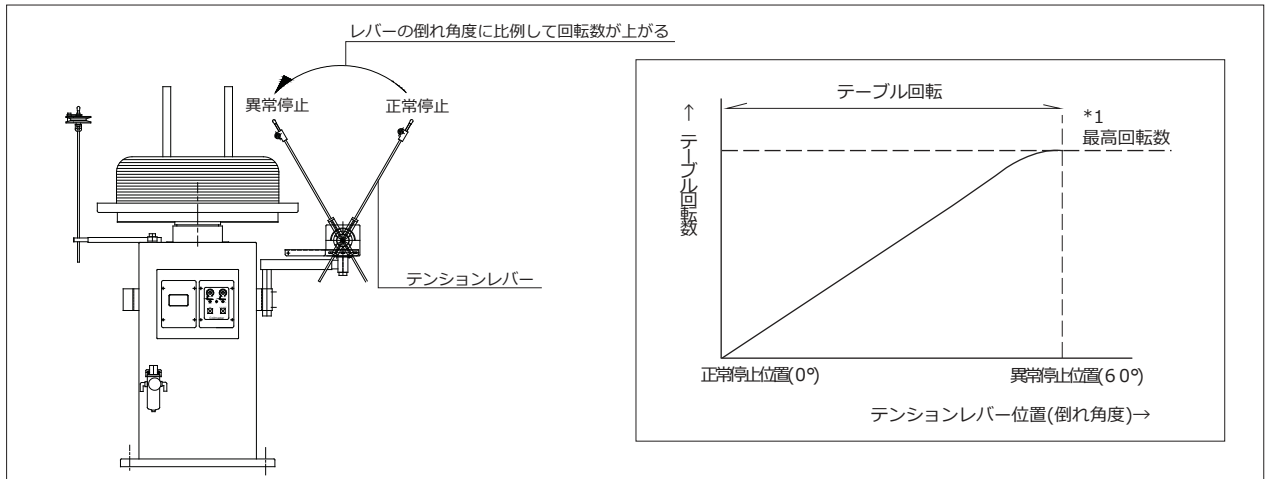 レバーの倒れ角度に比例して回転数が上がる
異常停止
正常停止
テンションレバー
テーブル回転
*1
最高回転数
↑テーブル回転数
正常停止位置(0°)
異常停止位置(60°)
テンションレバー位置(倒れ角度)→